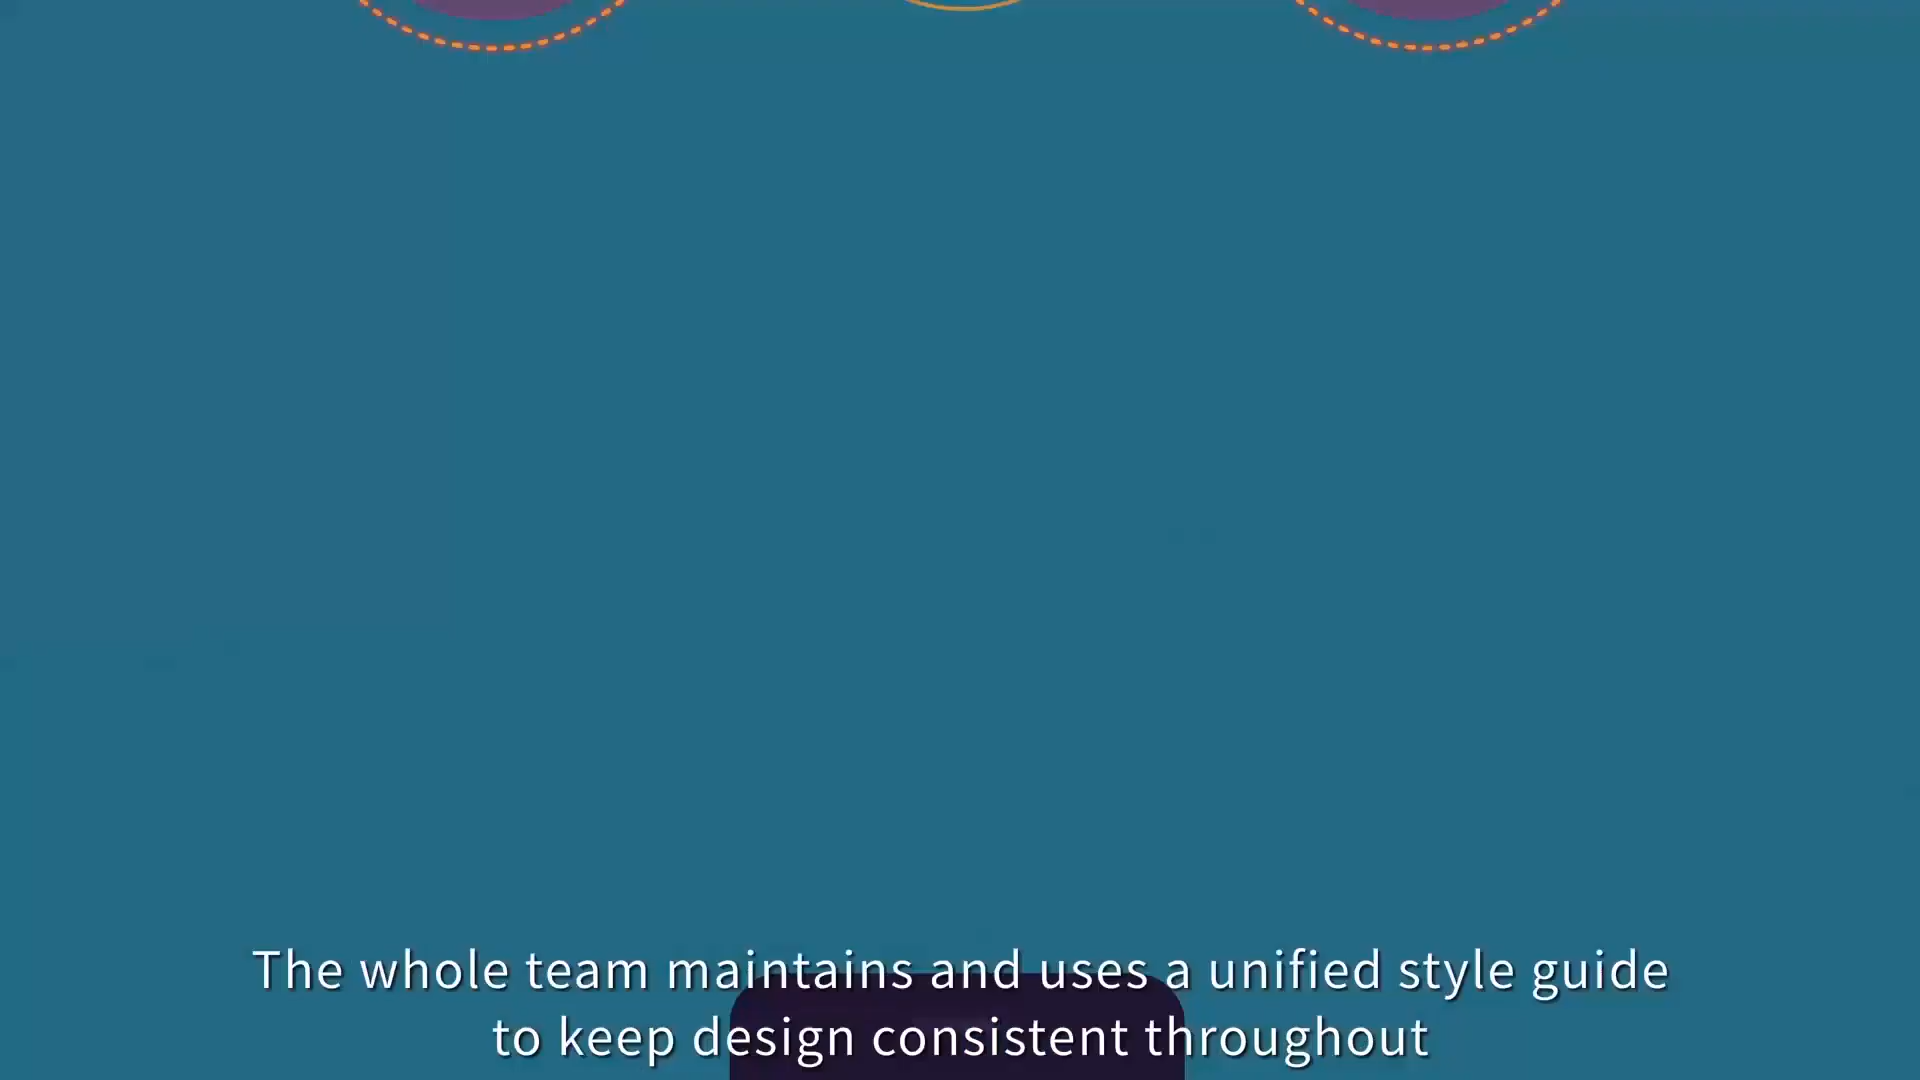 The whole team maintains and uses a unified style guide
to keep design consistent throughout